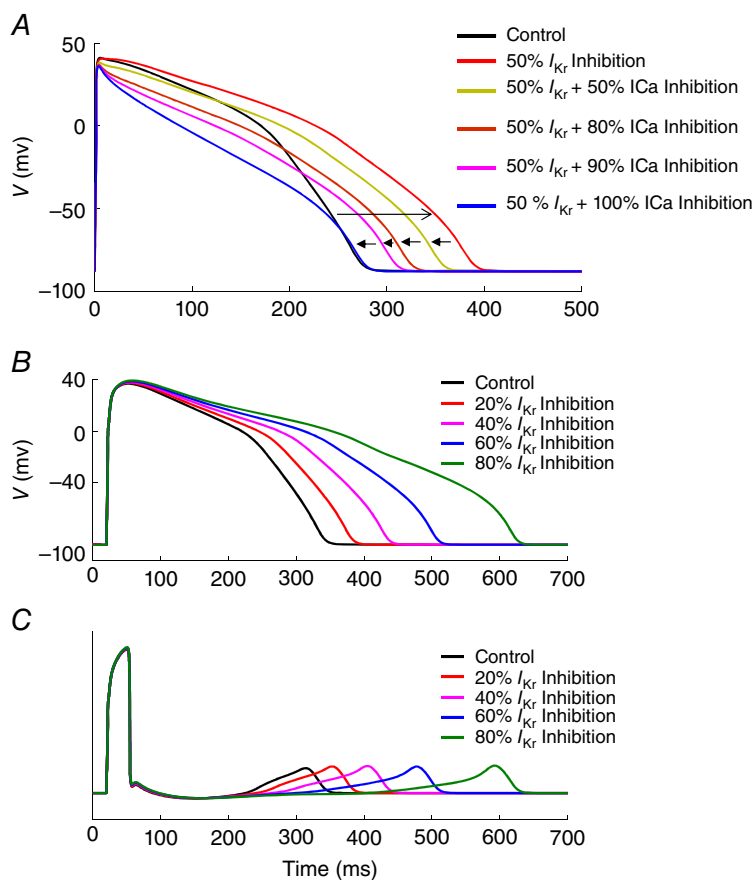 A
50
0
−50
−100
V (mv)
0
100
200
300
400
500
Control
50% IKr Inhibition
50% IKr + 50% ICa Inhibition
50% IKr + 80% ICa Inhibition
50% IKr + 90% ICa Inhibition
50 % IKr + 100% ICa Inhibition
B
40
0
−40
−100
V (mv)
0
100
200
300
400
500
600
700
Control
20% IKr Inhibition
40% IKr Inhibition
60% IKr Inhibition
80% IKr Inhibition
C
Control
20% IKr Inhibition
40% IKr Inhibition
60% IKr Inhibition
80% IKr Inhibition
0
100
200
300
400
500
600
700
Time (ms)